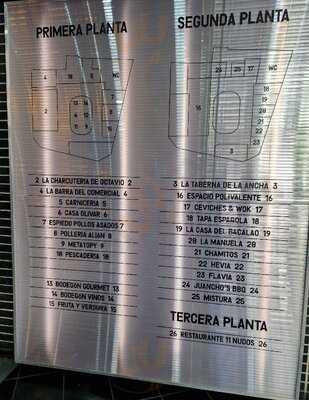 PRIMERA PLANTA
2 LA CHARCUTERIA DE OCTAVIO 2
4 LA BARRA DEL COMERCIAL 4
5 CARNICERIA 5
6 CASA OLIVAR 6
7 ESPIEDO POLLOS ASADOS 7
8 POLLERIA ALIAN 8
9 METATOPY 9
18 PESCADERIA 18
13 BODEGON GOURMET 13
14 BODEGON VINOS 14
15 FRUTA Y VERDURA 15
SEGUNDA PLANTA
3 LA TABERNA DE LA ANCHA 3
16 ESPACIO POLIVALENTE 16
17 CEVICHES & WOK 17
18 TAPA ESPAÑOLA 18
19 LA CASA DEL BACALAO 19
28 LA MANUELA 28
21 CHAMITOS 21
22 HEVIA 22
23 FLAVIA 23
24 JUANCHO'S BBQ 24
25 MISTURA 25
TERCERA PLANTA
26 RESTAURANTE 11 NUDOS 26